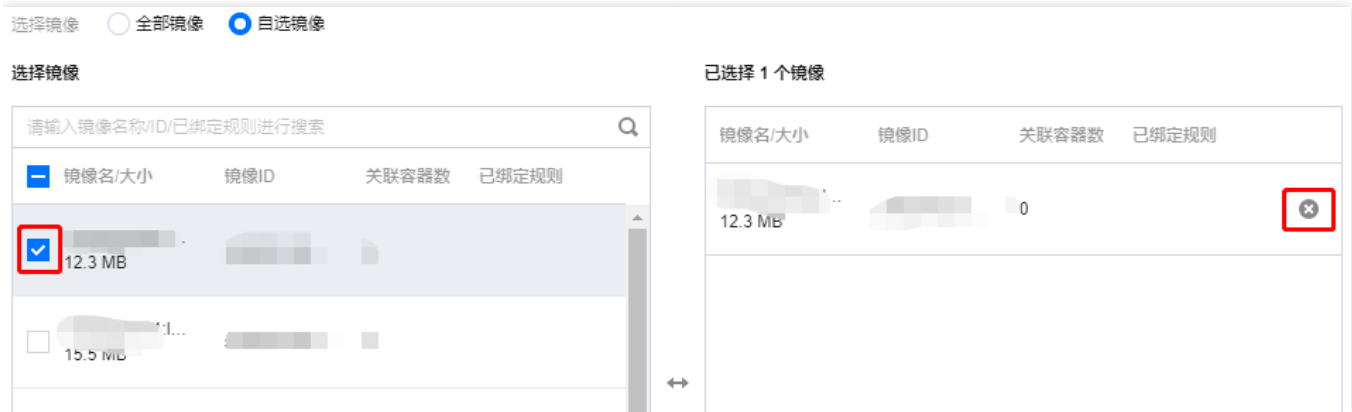 选择镜像 全部镜像 自选镜像
选择镜像
请输入镜像名称/ID/已绑定规则进行搜索
镜像名/大小 镜像ID 关联容器数 已绑定规则
12.3 MB
15.5 MB
已选择 1 个镜像
镜像名/大小 镜像ID 关联容器数 已绑定规则
12.3 MB 0